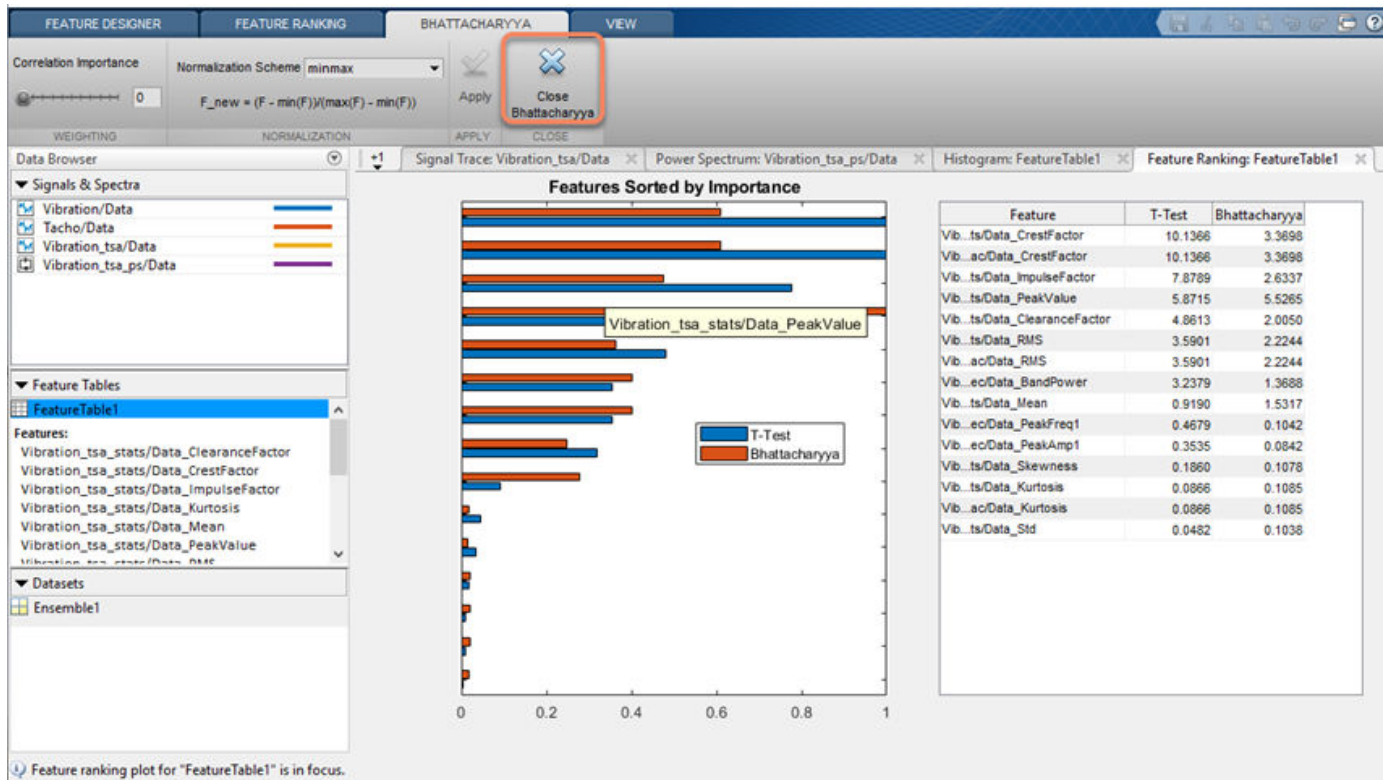 FEATURE DESIGNER FEATURE RANKING BHATTACHARYYA VIEW
Correlation Importance
0
WEIGHTING
Normalization Scheme minmax
F_new = (F - min(F))/(max(F) - min(F))
NORMALIZATION
Apply
APPLY
Close
Bhattacharyya
CLOSE
Data Browser
Signals & Spectra
Vibration/Data
Tacho/Data
Vibration_tsa/Data
Vibration_tsa_ps/Data
Feature Tables
FeatureTable1
Features:
Vibration_tsa_stats/Data_ClearanceFactor
Vibration_tsa_stats/Data_CrestFactor
Vibration_tsa_stats/Data_ImpulseFactor
Vibration_tsa_stats/Data_Kurtosis
Vibration_tsa_stats/Data_Mean
Vibration_tsa_stats/Data_PeakValue
Vibration_tsa_stats/Data_RMS
Datasets
Ensemble1
+1 Signal Trace: Vibration_tsa/Data Power Spectrum: Vibration_tsa_ps/Data Histogram: FeatureTable1 Feature Ranking: FeatureTable1
Features Sorted by Importance
Vibration_tsa_stats/Data_PeakValue
T-Test
Bhattacharyya
0 0.2 0.4 0.6 0.8 1
Feature T-Test Bhattacharyya
Vib...ts/Data_CrestFactor 10.1366 3.3698
Vib...ac/Data_CrestFactor 10.1366 3.3698
Vib...ts/Data_ImpulseFactor 7.8789 2.6337
Vib...ts/Data_PeakValue 5.8715 5.5265
Vib...ts/Data_ClearanceFactor 4.8613 2.0050
Vib...ts/Data_RMS 3.5901 2.2244
Vib...ac/Data_RMS 3.5901 2.2244
Vib...ec/Data_BandPower 3.2379 1.3688
Vib...ts/Data_Mean 0.9190 1.5317
Vib...ec/Data_PeakFreq1 0.4679 0.1042
Vib...ec/Data_PeakAmp1 0.3535 0.0842
Vib...ts/Data_Skewness 0.1860 0.1078
Vib...ts/Data_Kurtosis 0.0866 0.1085
Vib...ac/Data_Kurtosis 0.0866 0.1085
Vib...ts/Data_Std 0.0482 0.1038
Feature ranking plot for "FeatureTable1" is in focus.